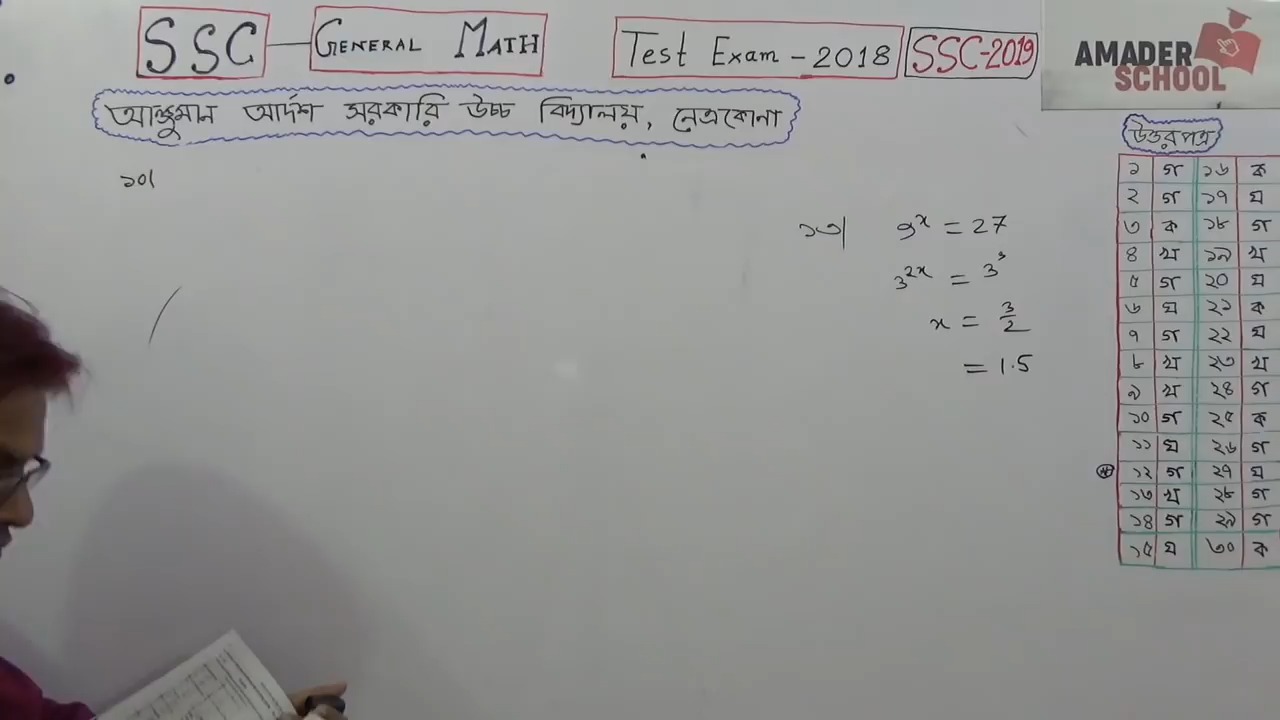 SSC — GENERAL MATH Test Exam - 2018 SSC-2019
AMADER SCHOOL
আঞ্জুমান আর্দশ সরকারি উচ্চ বিদ্যালয়, নেত্রকোনা
উত্তরপত্র
১০।
১৩| 9^x = 27
3^2x = 3^3
x = 3/2
= 1.5
১ গ ১৬ ক
২ গ ১৭ ঘ
৩ ক ১৮ গ
৪ খ ১৯ খ
৫ গ ২০ ঘ
৬ ঘ ২১ ক
৭ গ ২২ ঘ
৮ খ ২৩ খ
৯ খ ২৪ গ
১০ গ ২৫ ক
১১ ঘ ২৬ গ
১২ গ ২৭ ঘ
১৩ খ ২৮ গ
১৪ গ ২৯ গ
১৫ ঘ ৩০ ক